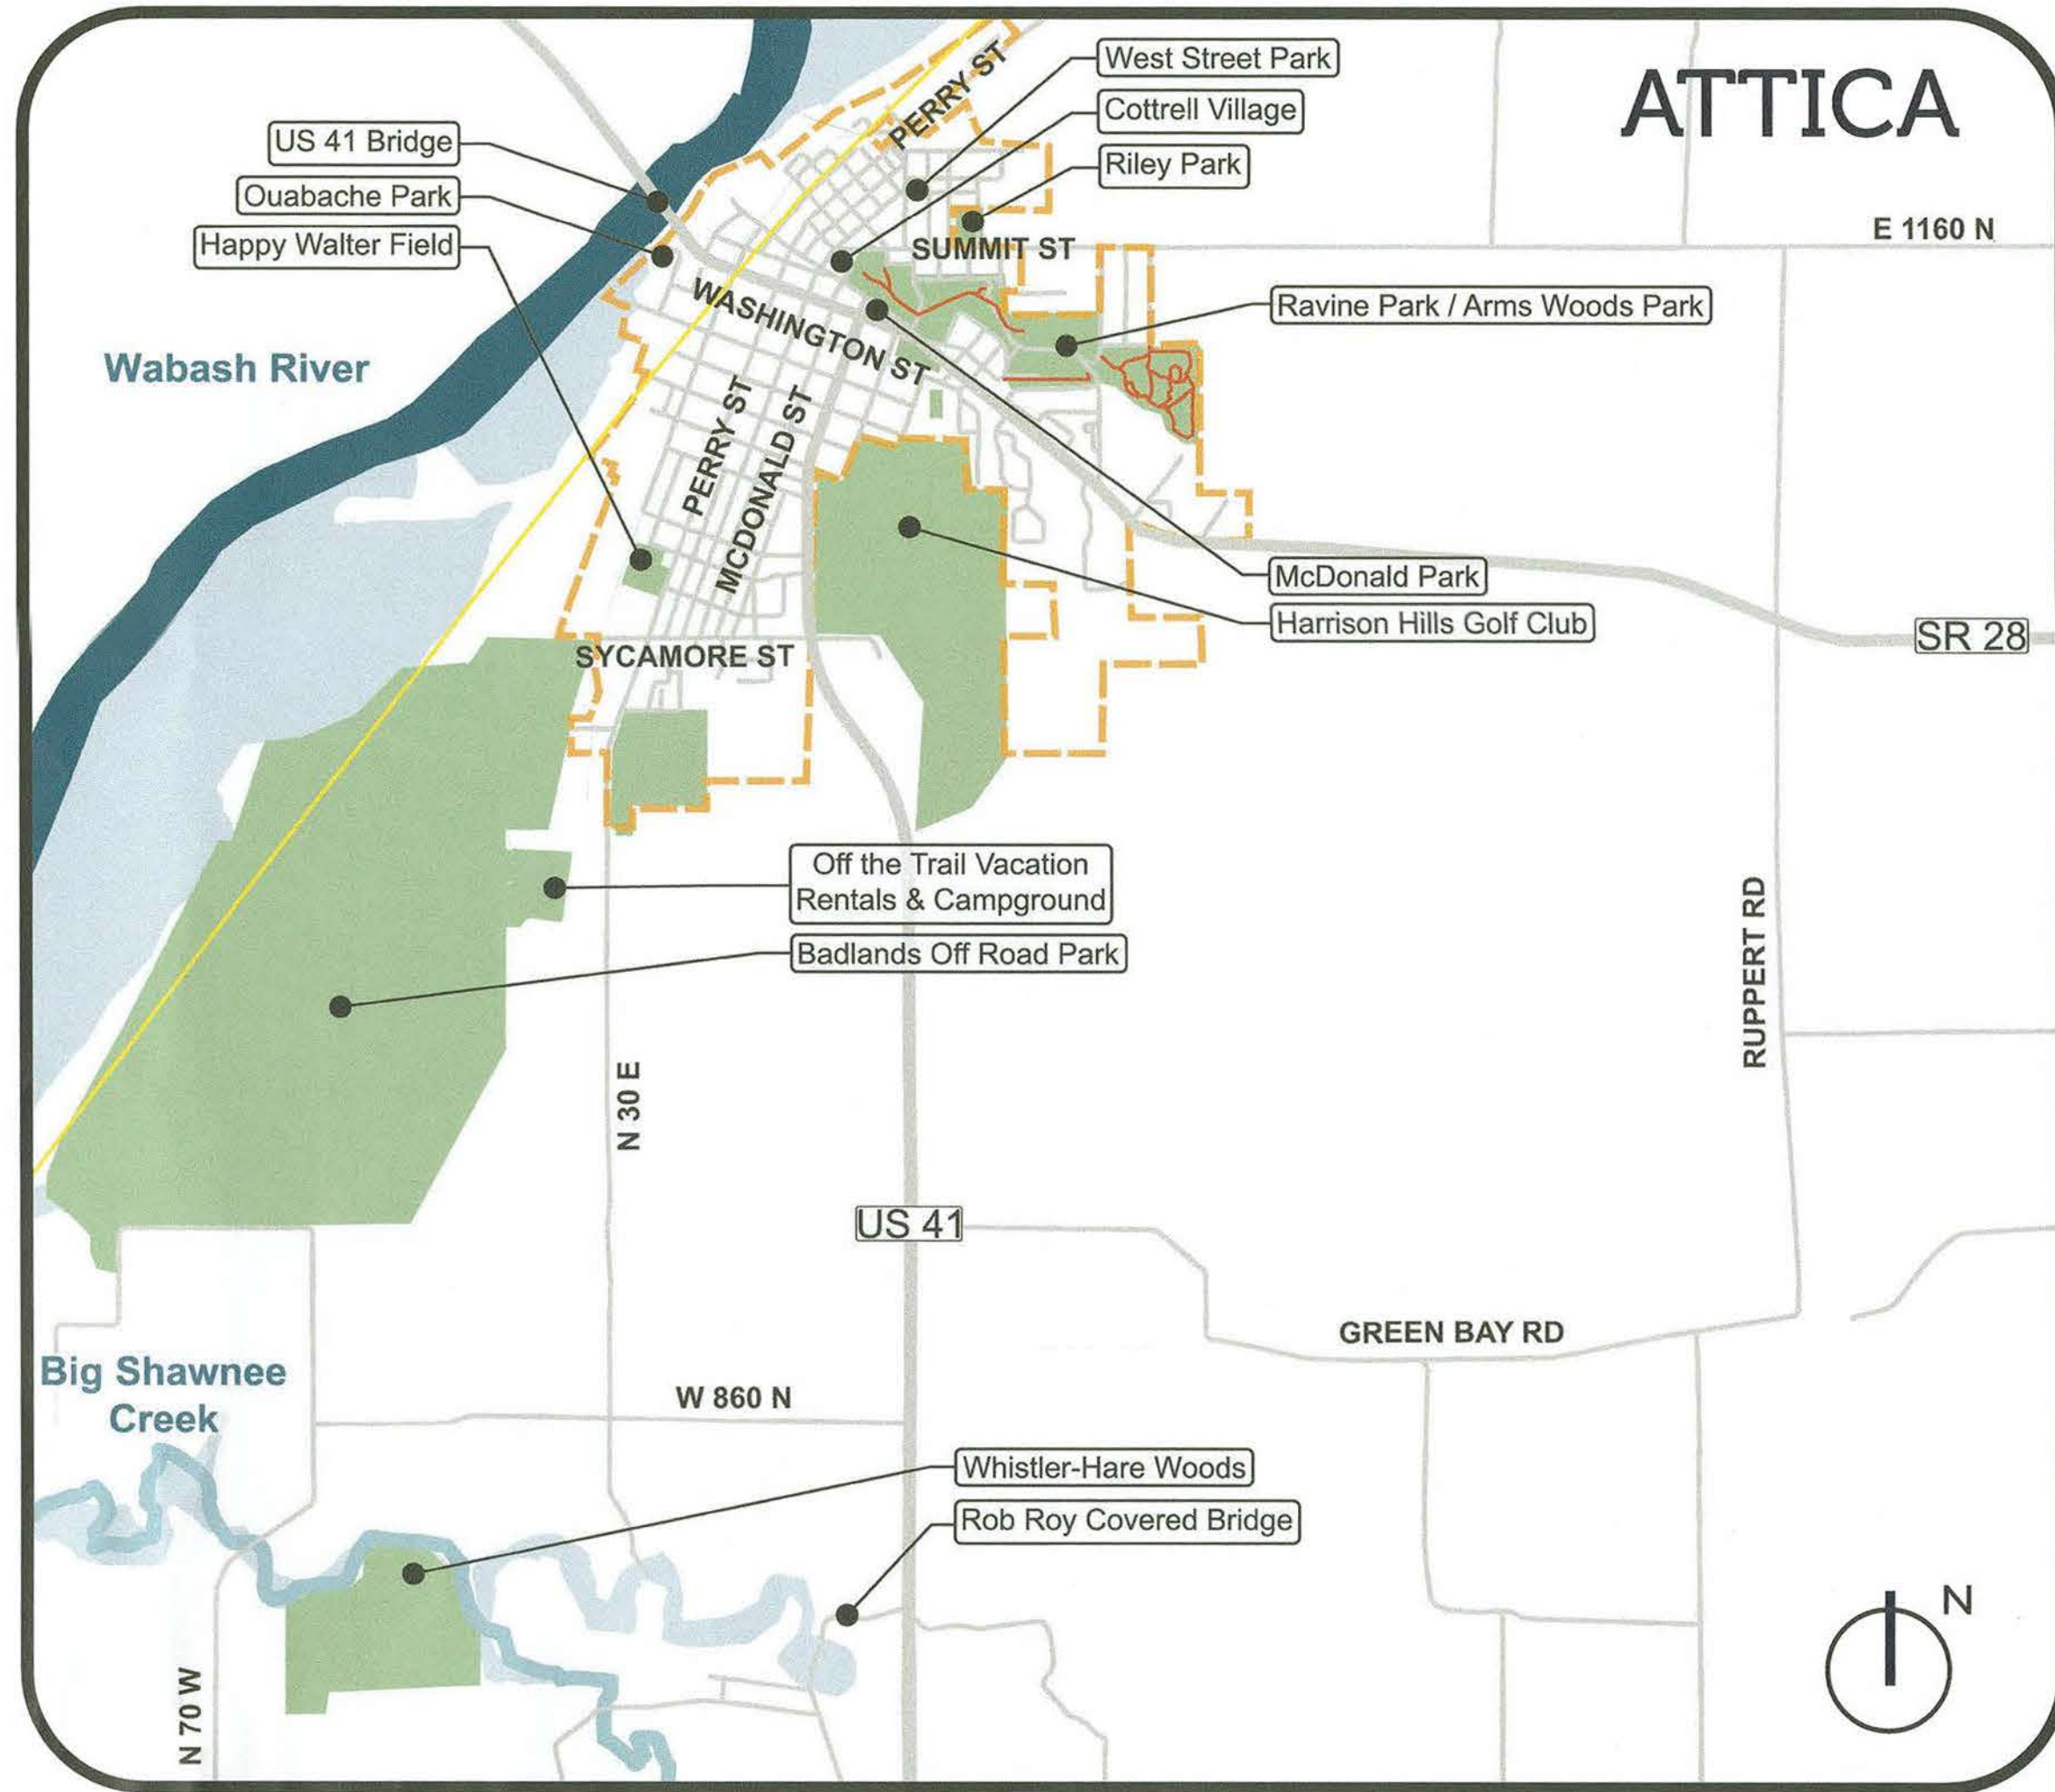 ATTICA
West Street Park
Cottrell Village
Riley Park
US 41 Bridge
Ouabache Park
Happy Walter Field
PERRY ST
SUMMIT ST
E 1160 N
Ravine Park / Arms Woods Park
WASHINGTON ST
Wabash River
PERRY ST
MCDONALD ST
McDonald Park
Harrison Hills Golf Club
SR 28
SYCAMORE ST
Off the Trail Vacation
Rentals & Campground
Badlands Off Road Park
RUPPERT RD
N 30 E
US 41
GREEN BAY RD
Big Shawnee
Creek
W 860 N
Whistler-Hare Woods
Rob Roy Covered Bridge
N 70 W
N